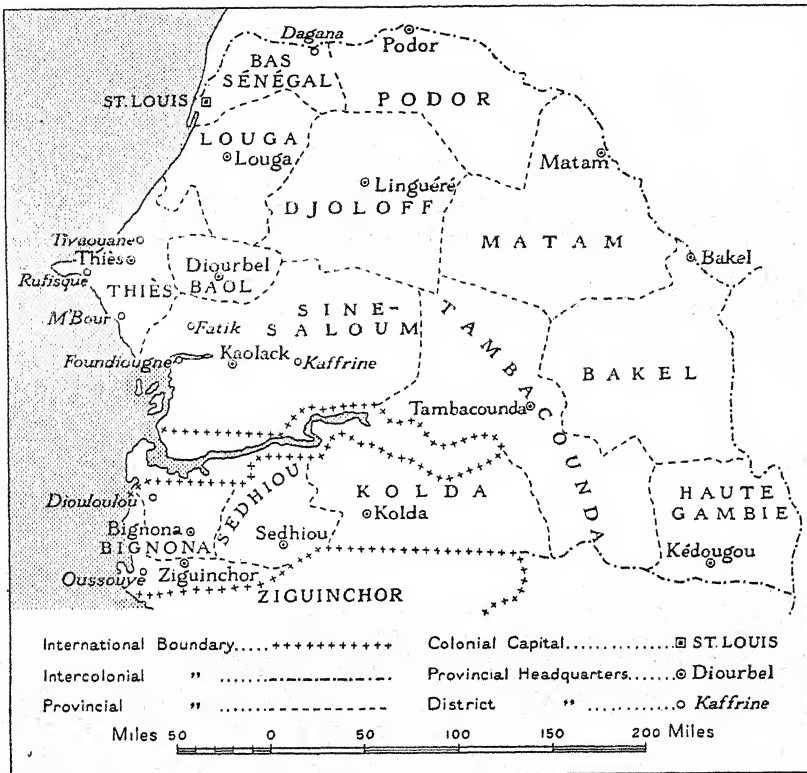 Dagana
Podor
BAS
SÉNÉGAL
ST. LOUIS
PODOR
LOUGA
Louga
Matam
Linguéré
DJOLOFF
MATAM
Tivaouane
Thiès
Bakel
Rufisque
Diourbel
THIÈS
BAOL
M'Bour
SINE-
SALOUM
Fatik
TAMBACOUNDA
Foundiougne
Kaolack
Kaffrine
BAKEL
Tambacounda
Diouloulou
SEDHIOU
KOLDA
Kolda
HAUTE
GAMBIE
Bignona
BIGNONA
Sedhiou
Kédougou
Oussouye
Ziguinchor
ZIGUINCHOR
International Boundary..... Colonial Capital.............. ST. LOUIS
Intercolonial " ..... Provincial Headquarters....... Diourbel
Provincial " ..... District " ............ Kaffrine
Miles 50 0 50 100 150 200 Miles